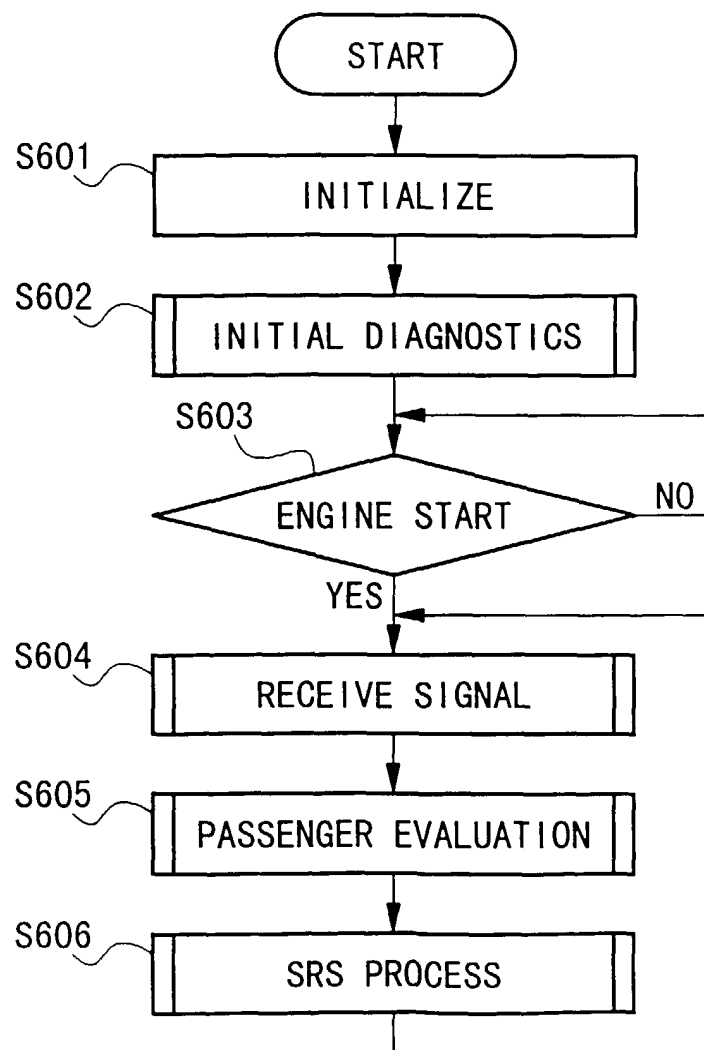 START
S601
INITIALIZE
S602
INITIAL DIAGNOSTICS
S603
ENGINE START
NO
YES
S604
RECEIVE SIGNAL
S605
PASSENGER EVALUATION
S606
SRS PROCESS